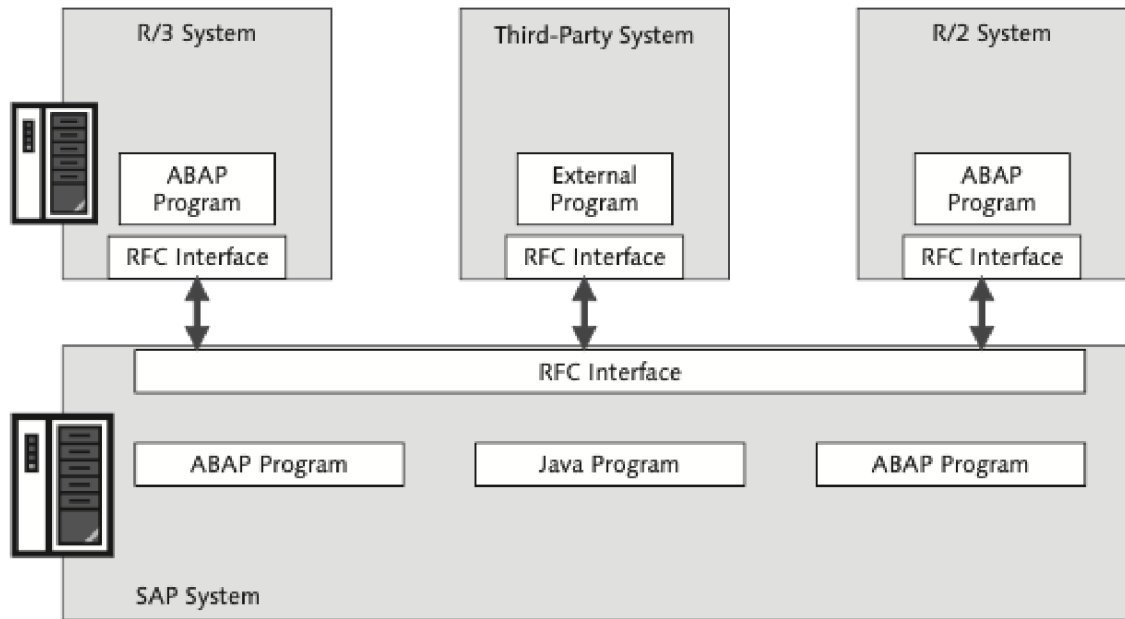 R/3 System
Third-Party System
R/2 System
ABAP
Program
External
Program
ABAP
Program
RFC Interface
RFC Interface
RFC Interface
RFC Interface
ABAP Program
Java Program
ABAP Program
SAP System